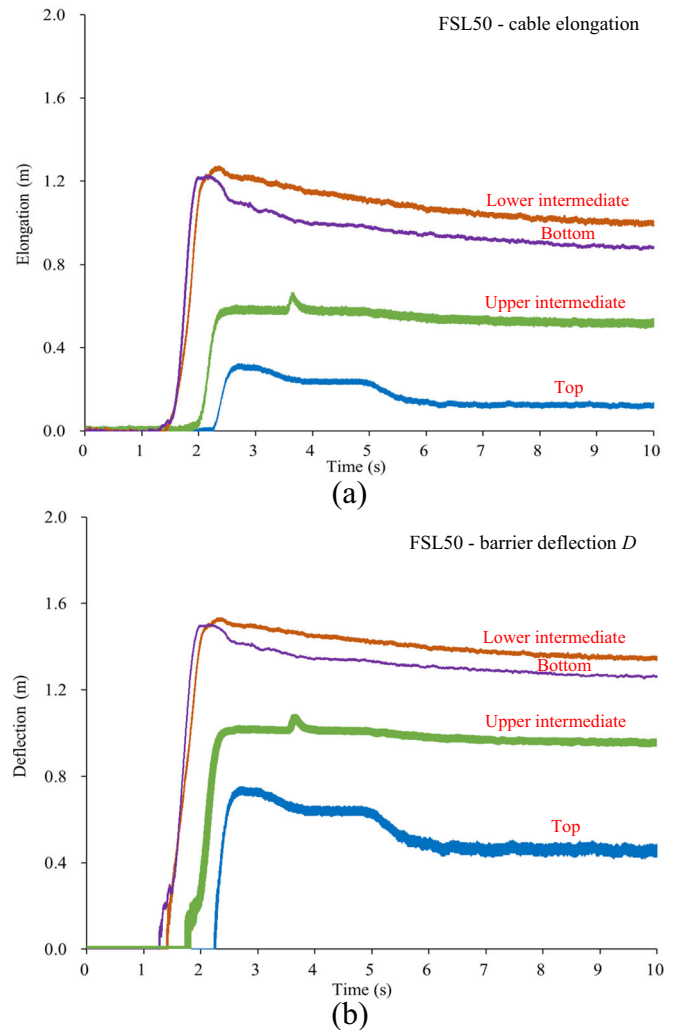 FSL50 - cable elongation
2.0
1.6
1.2
0.8
0.4
0.0
Elongation (m)
Lower intermediate
Bottom
Upper intermediate
Top
0 1 2 3 4 5 6 7 8 9 10
Time (s)
(a)
FSL50 - barrier deflection D
2.0
1.6
1.2
0.8
0.4
0.0
Deflection (m)
Lower intermediate
Bottom
Upper intermediate
Top
0 1 2 3 4 5 6 7 8 9 10
Time (s)
(b)